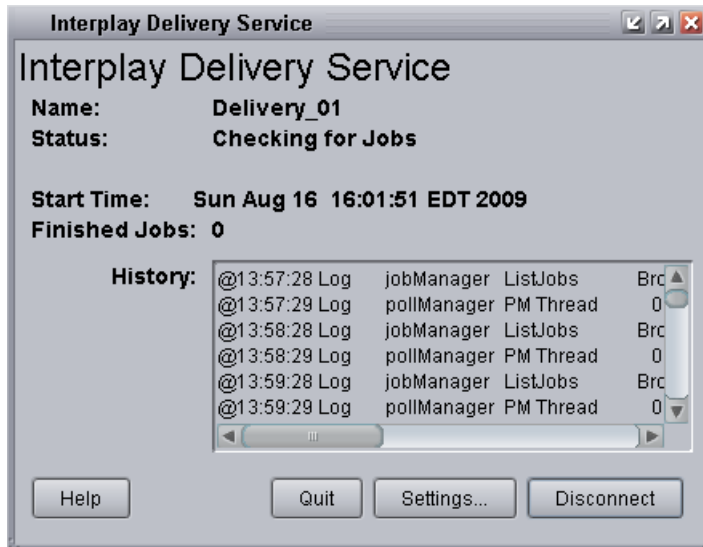 Interplay Delivery Service
Interplay Delivery Service
Name: Delivery_01
Status: Checking for Jobs
Start Time: Sun Aug 16 16:01:51 EDT 2009
Finished Jobs: 0
History:
@13:57:28 Log jobManager ListJobs Bro
@13:57:29 Log pollManager PM Thread 0
@13:58:28 Log jobManager ListJobs Bro
@13:58:29 Log pollManager PM Thread 0
@13:59:28 Log jobManager ListJobs Bro
@13:59:29 Log pollManager PM Thread 0
Help Quit Settings... Disconnect